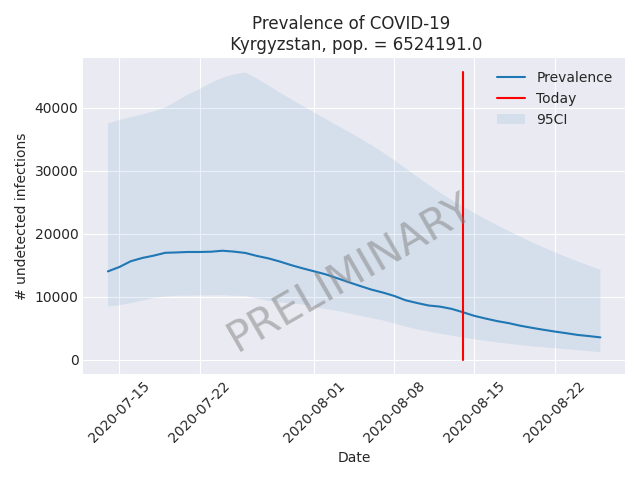 Prevalence of COVID-19
Kyrgyzstan, pop. = 6524191.0
Prevalence
Today
95CI
40000
30000
20000
10000
0
# undetected infections
PRELIMINARY
2020-07-15
2020-07-22
2020-08-01
2020-08-08
2020-08-15
2020-08-22
Date